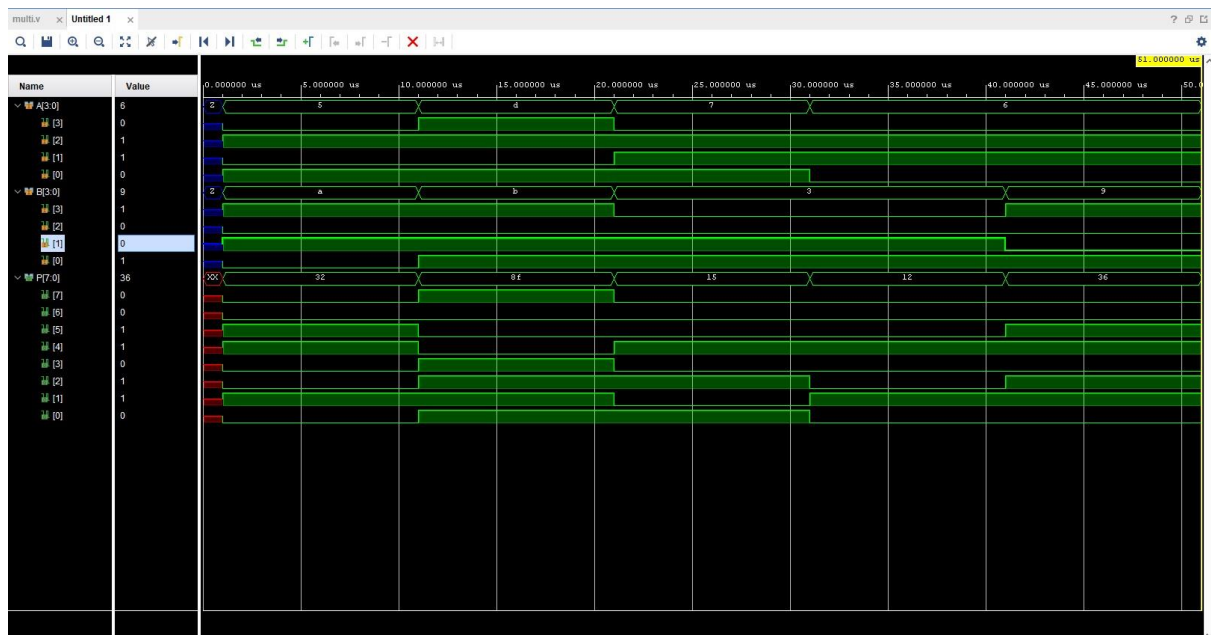 multi.v × Untitled 1 × ? 
51.000000 us
Name Value 0.000000 us 5.000000 us 10.000000 us 15.000000 us 20.000000 us 25.000000 us 30.000000 us 35.000000 us 40.000000 us 45.000000 us 50.0
A[3:0] 6 Z 5 d 7 6
[3] 0
[2] 1
[1] 1
[0] 0
B[3:0] 9 Z a b 3 9
[3] 1
[2] 0
[1] 0
[0] 1
P[7:0] 36 XX 32 8f 15 12 36
[7] 0
[6] 0
[5] 1
[4] 1
[3] 0
[2] 1
[1] 1
[0] 0